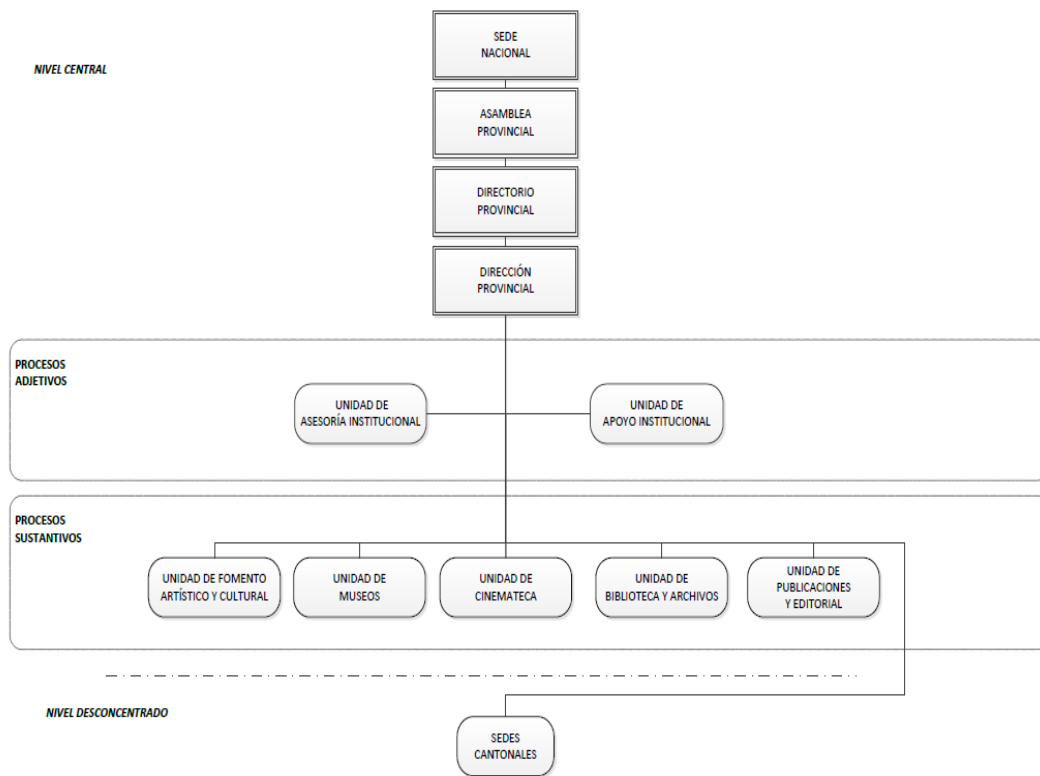 SEDE
NACIONAL
NIVEL CENTRAL
ASAMBLEA
PROVINCIAL
DIRECTORIO
PROVINCIAL
DIRECCIÓN
PROVINCIAL
PROCESOS
ADJETIVOS
UNIDAD DE
ASESORÍA INSTITUCIONAL
UNIDAD DE
APOYO INSTITUCIONAL
PROCESOS
SUSTANTIVOS
UNIDAD DE FOMENTO
ARTÍSTICO Y CULTURAL
UNIDAD DE
MUSEOS
UNIDAD DE
CINEMATECA
UNIDAD DE
BIBLIOTECA Y ARCHIVOS
UNIDAD DE
PUBLICACIONES
Y EDITORIAL
NIVEL DESCONCENTRADO
SEDES
CANTONALES